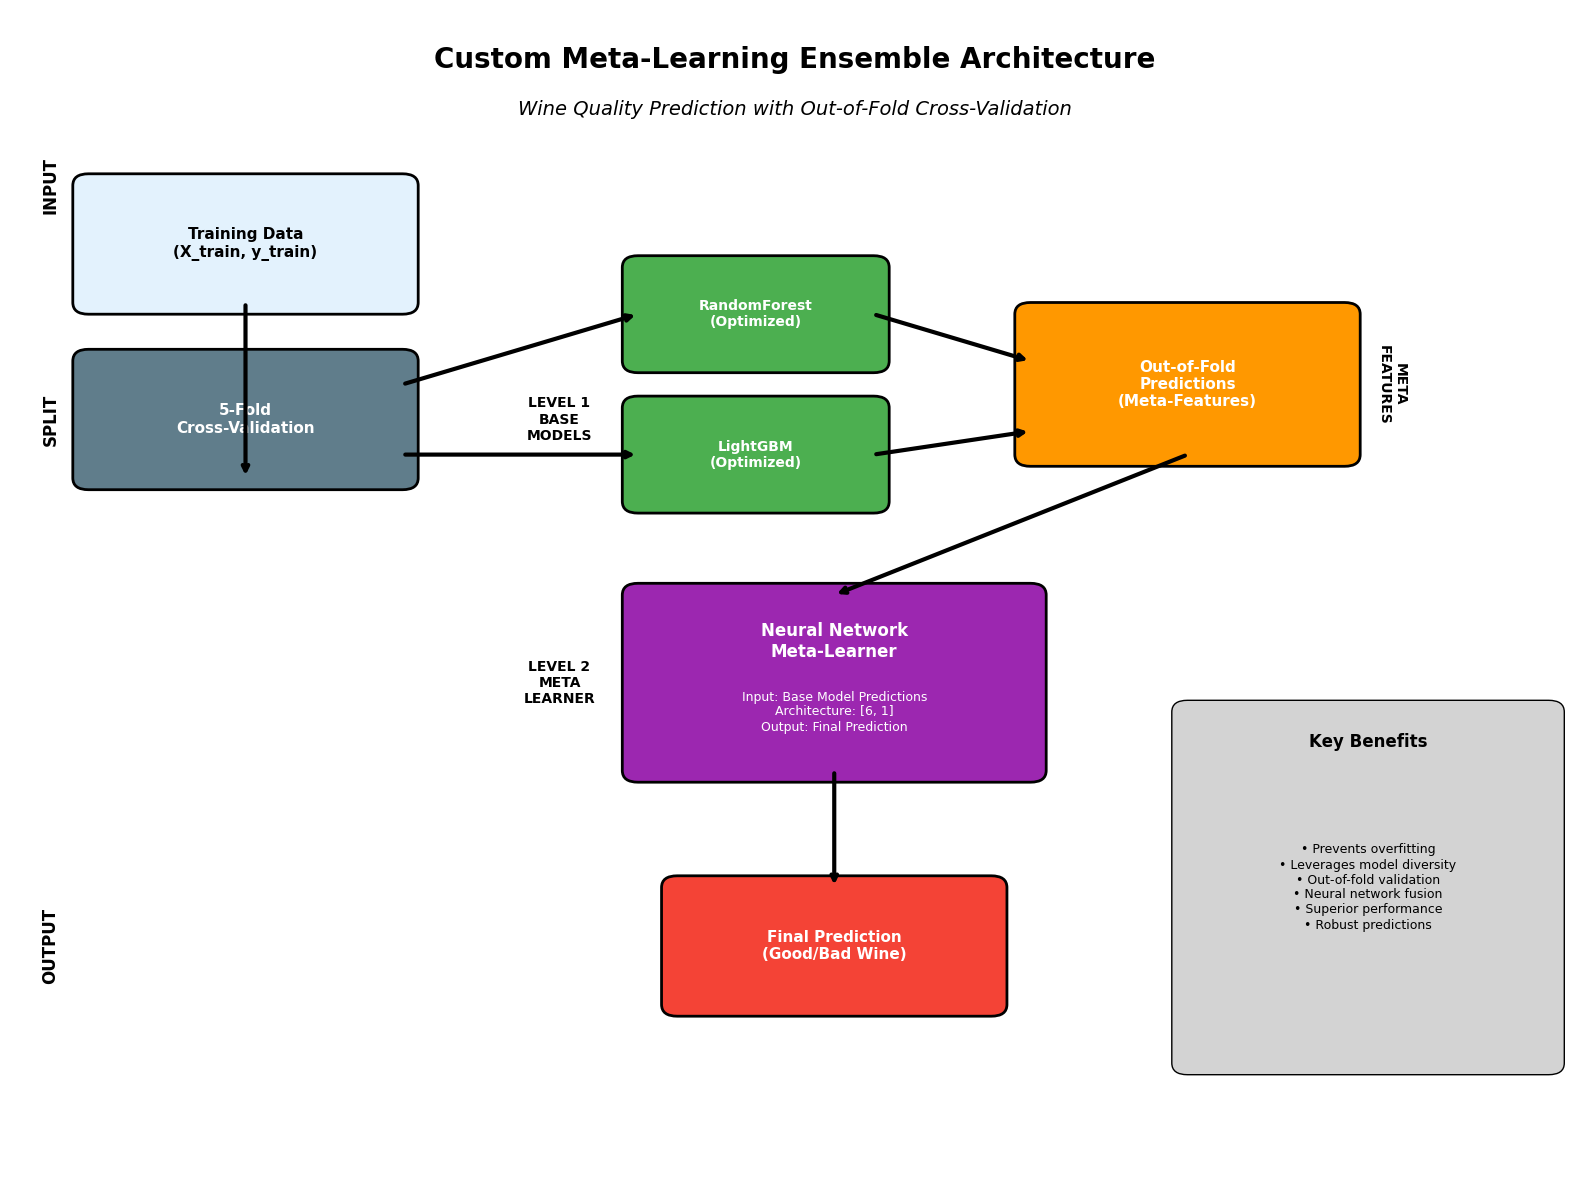 Custom Meta-Learning Ensemble Architecture
Wine Quality Prediction with Out-of-Fold Cross-Validation
INPUT
Training Data
(X_train, y_train)
SPLIT
5-Fold
Cross-Validation
LEVEL 1
BASE
MODELS
RandomForest
(Optimized)
LightGBM
(Optimized)
Out-of-Fold
Predictions
(Meta-Features)
META
FEATURES
LEVEL 2
META
LEARNER
Neural Network
Meta-Learner
Input: Base Model Predictions
Architecture: [6, 1]
Output: Final Prediction
Key Benefits
• Prevents overfitting
• Leverages model diversity
• Out-of-fold validation
• Neural network fusion
• Superior performance
• Robust predictions
OUTPUT
Final Prediction
(Good/Bad Wine)